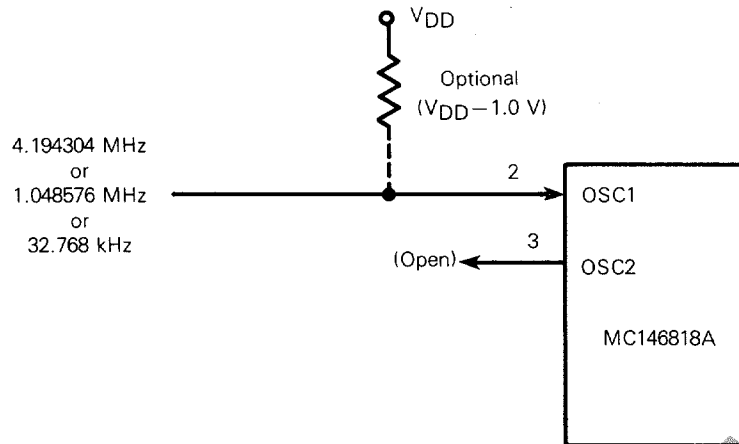 VDD
Optional
(VDD−1.0 V)
4.194304 MHz
or
1.048576 MHz
or
32.768 kHz
2
OSC1
(Open)
3
OSC2
MC146818A